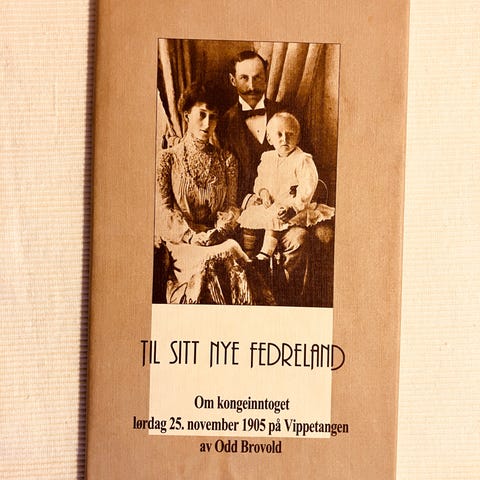 TIL SITT NYE FEDRELAND
Om kongeinntoget
lørdag 25. november 1905 på Vippetangen
av Odd Brovold